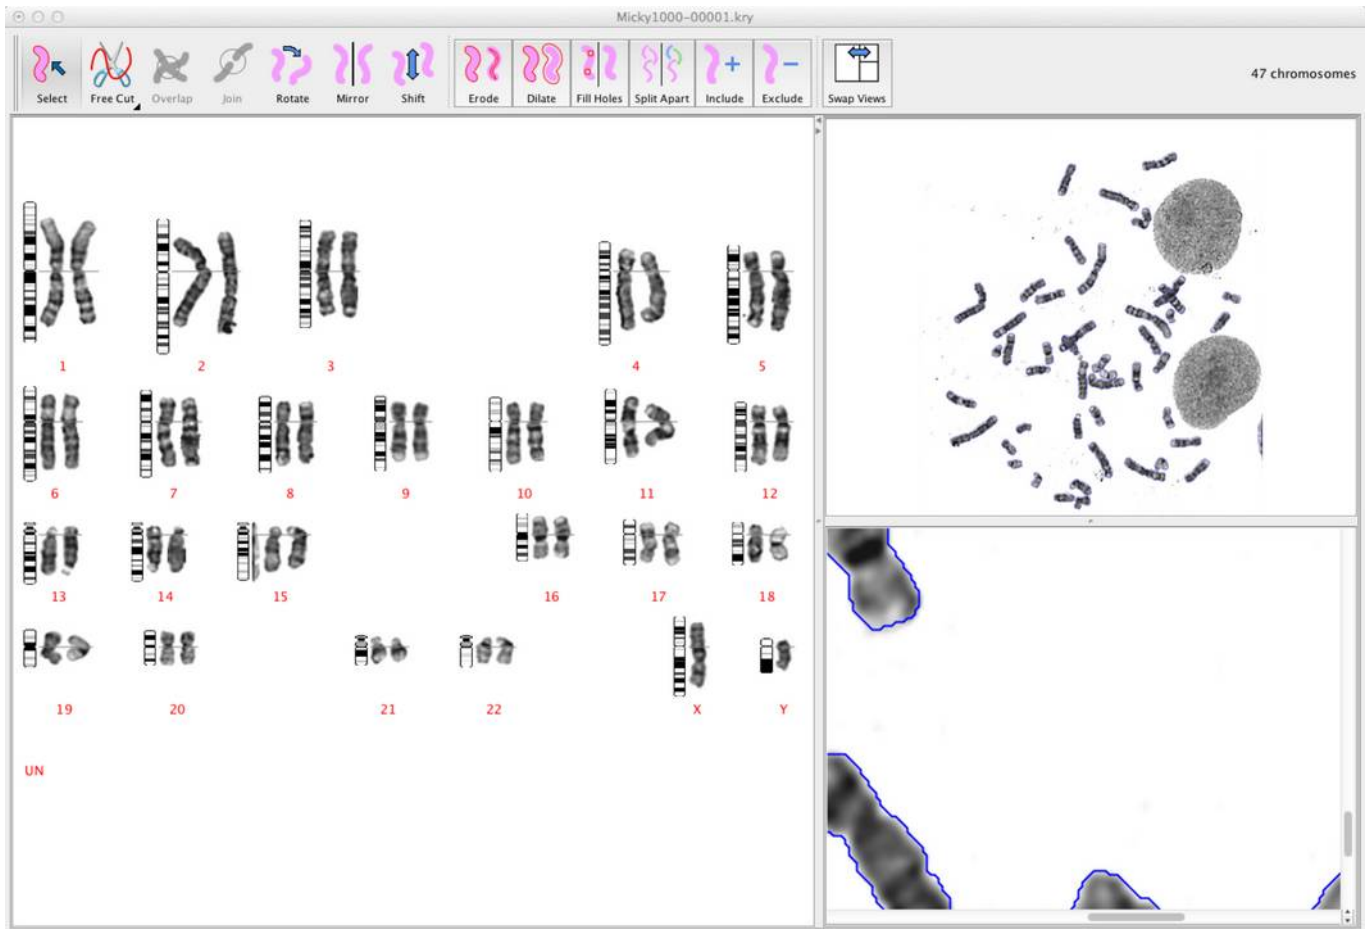 Micky1000-00001.kry
Select Free Cut Overlap Join Rotate Mirror Shift Erode Dilate Fill Holes Split Apart Include Exclude Swap Views
47 chromosomes
1 2 3 4 5
6 7 8 9 10 11 12
13 14 15 16 17 18
19 20 21 22 X Y
UN